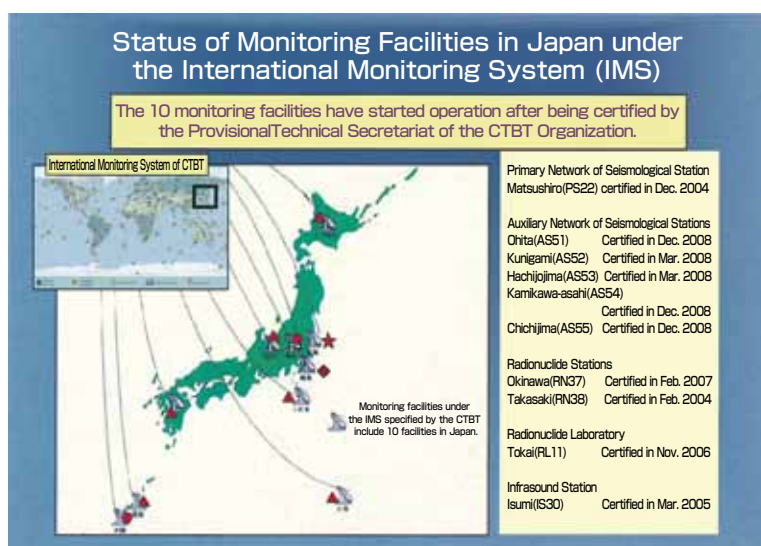 Status of Monitoring Facilities in Japan under
the International Monitoring System (IMS)
The 10 monitoring facilities have started operation after being certified by
the ProvisionalTechnical Secretariat of the CTBT Organization.
International Monitoring System of CTBT
Monitoring facilities under
the IMS specified by the CTBT
include 10 facilities in Japan.
Primary Network of Seismological Station
Matsushiro(PS22) certified in Dec. 2004
Auxiliary Network of Seismological Stations
Ohita(AS51) Certified in Dec. 2008
Kunigami(AS52) Certified in Mar. 2008
Hachijojima(AS53) Certified in Mar. 2008
Kamikawa-asahi(AS54)
Certified in Dec. 2008
Chichijima(AS55) Certified in Dec. 2008
Radionuclide Stations
Okinawa(RN37) Certified in Feb. 2007
Takasaki(RN38) Certified in Feb. 2004
Radionuclide Laboratory
Tokai(RL11) Certified in Nov. 2006
Infrasound Station
Isumi(IS30) Certified in Mar. 2005